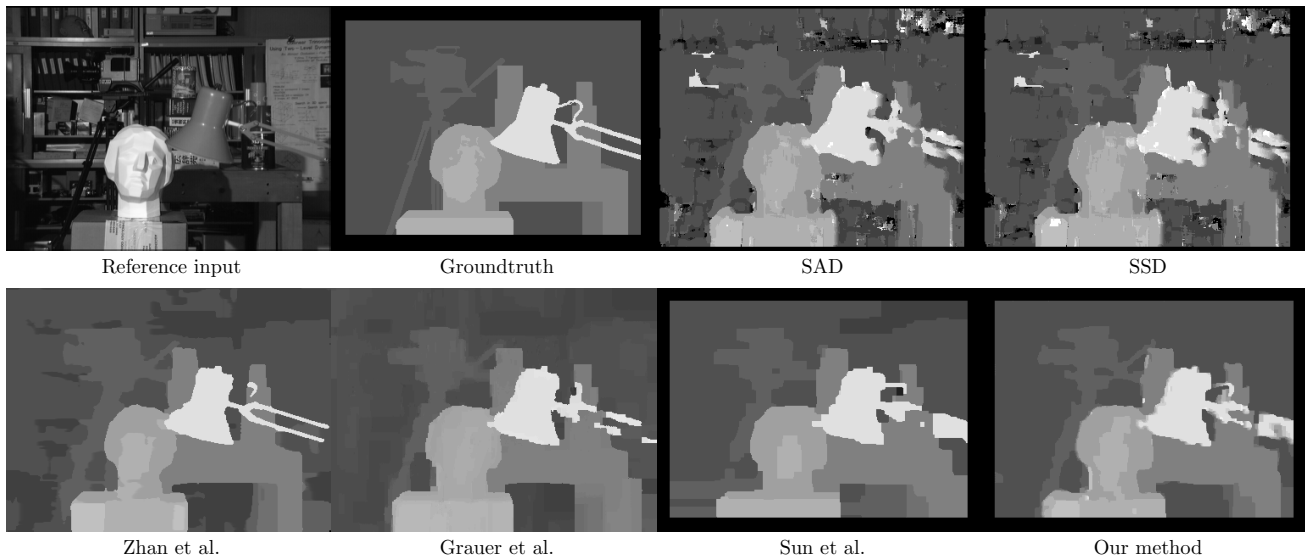 Reference input
Groundtruth
SAD
SSD
Zhan et al.
Grauer et al.
Sun et al.
Our method